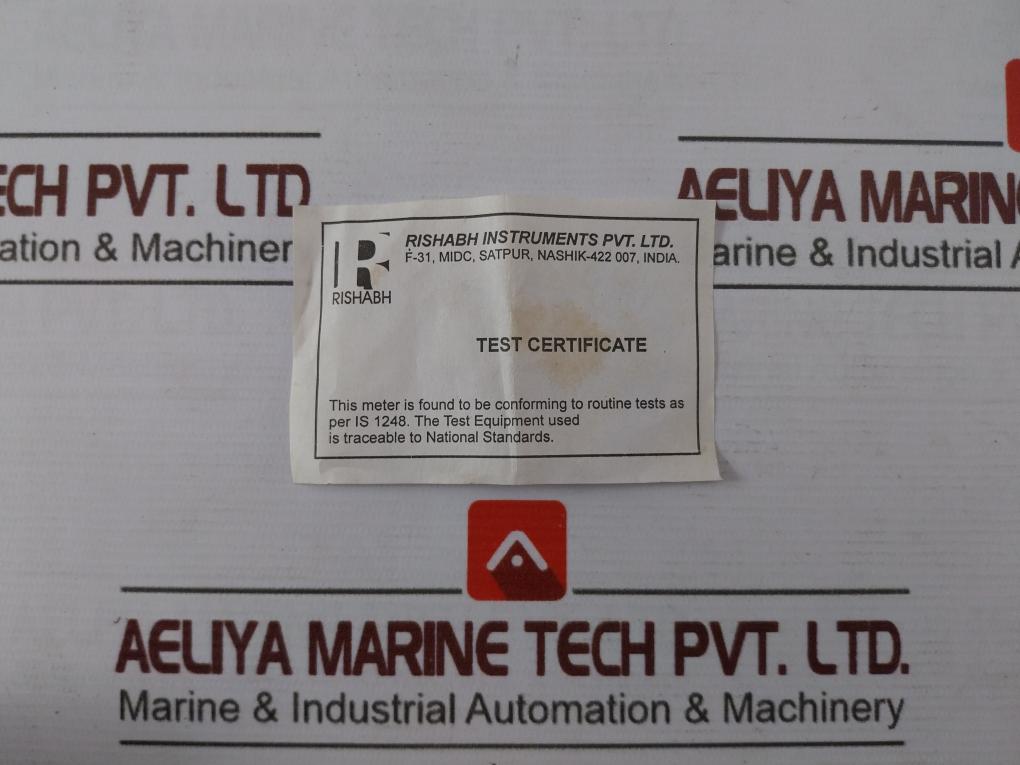 ECH PVT. LTD
ation & Machiner
AELIYA MARINE
arine & Industrial A
RISHABH
RISHABH INSTRUMENTS PVT. LTD.
F-31, MIDC, SATPUR, NASHIK-422 007, INDIA.
TEST CERTIFICATE
This meter is found to be conforming to routine tests as
per IS 1248. The Test Equipment used
is traceable to National Standards.
AELIYA MARINE TECH PVT. LTD.
Marine & Industrial Automation & Machinery